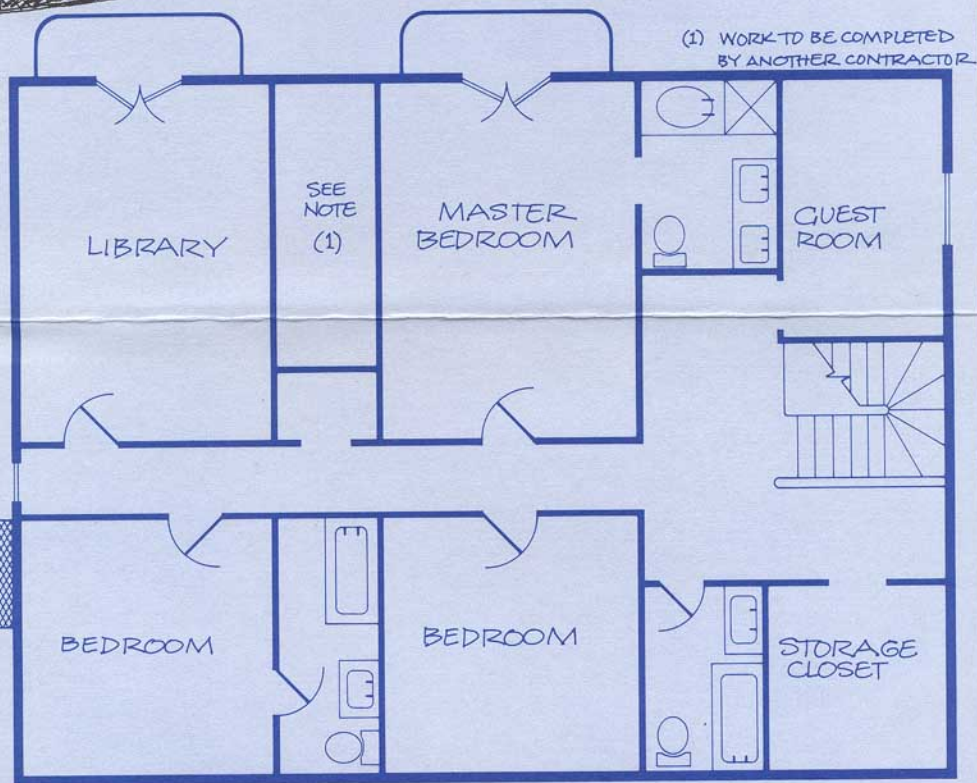 (1) WORK TO BE COMPLETED
BY ANOTHER CONTRACTOR
LIBRARY
SEE
NOTE
(1)
MASTER
BEDROOM
GUEST
ROOM
BEDROOM
BEDROOM
STORAGE
CLOSET